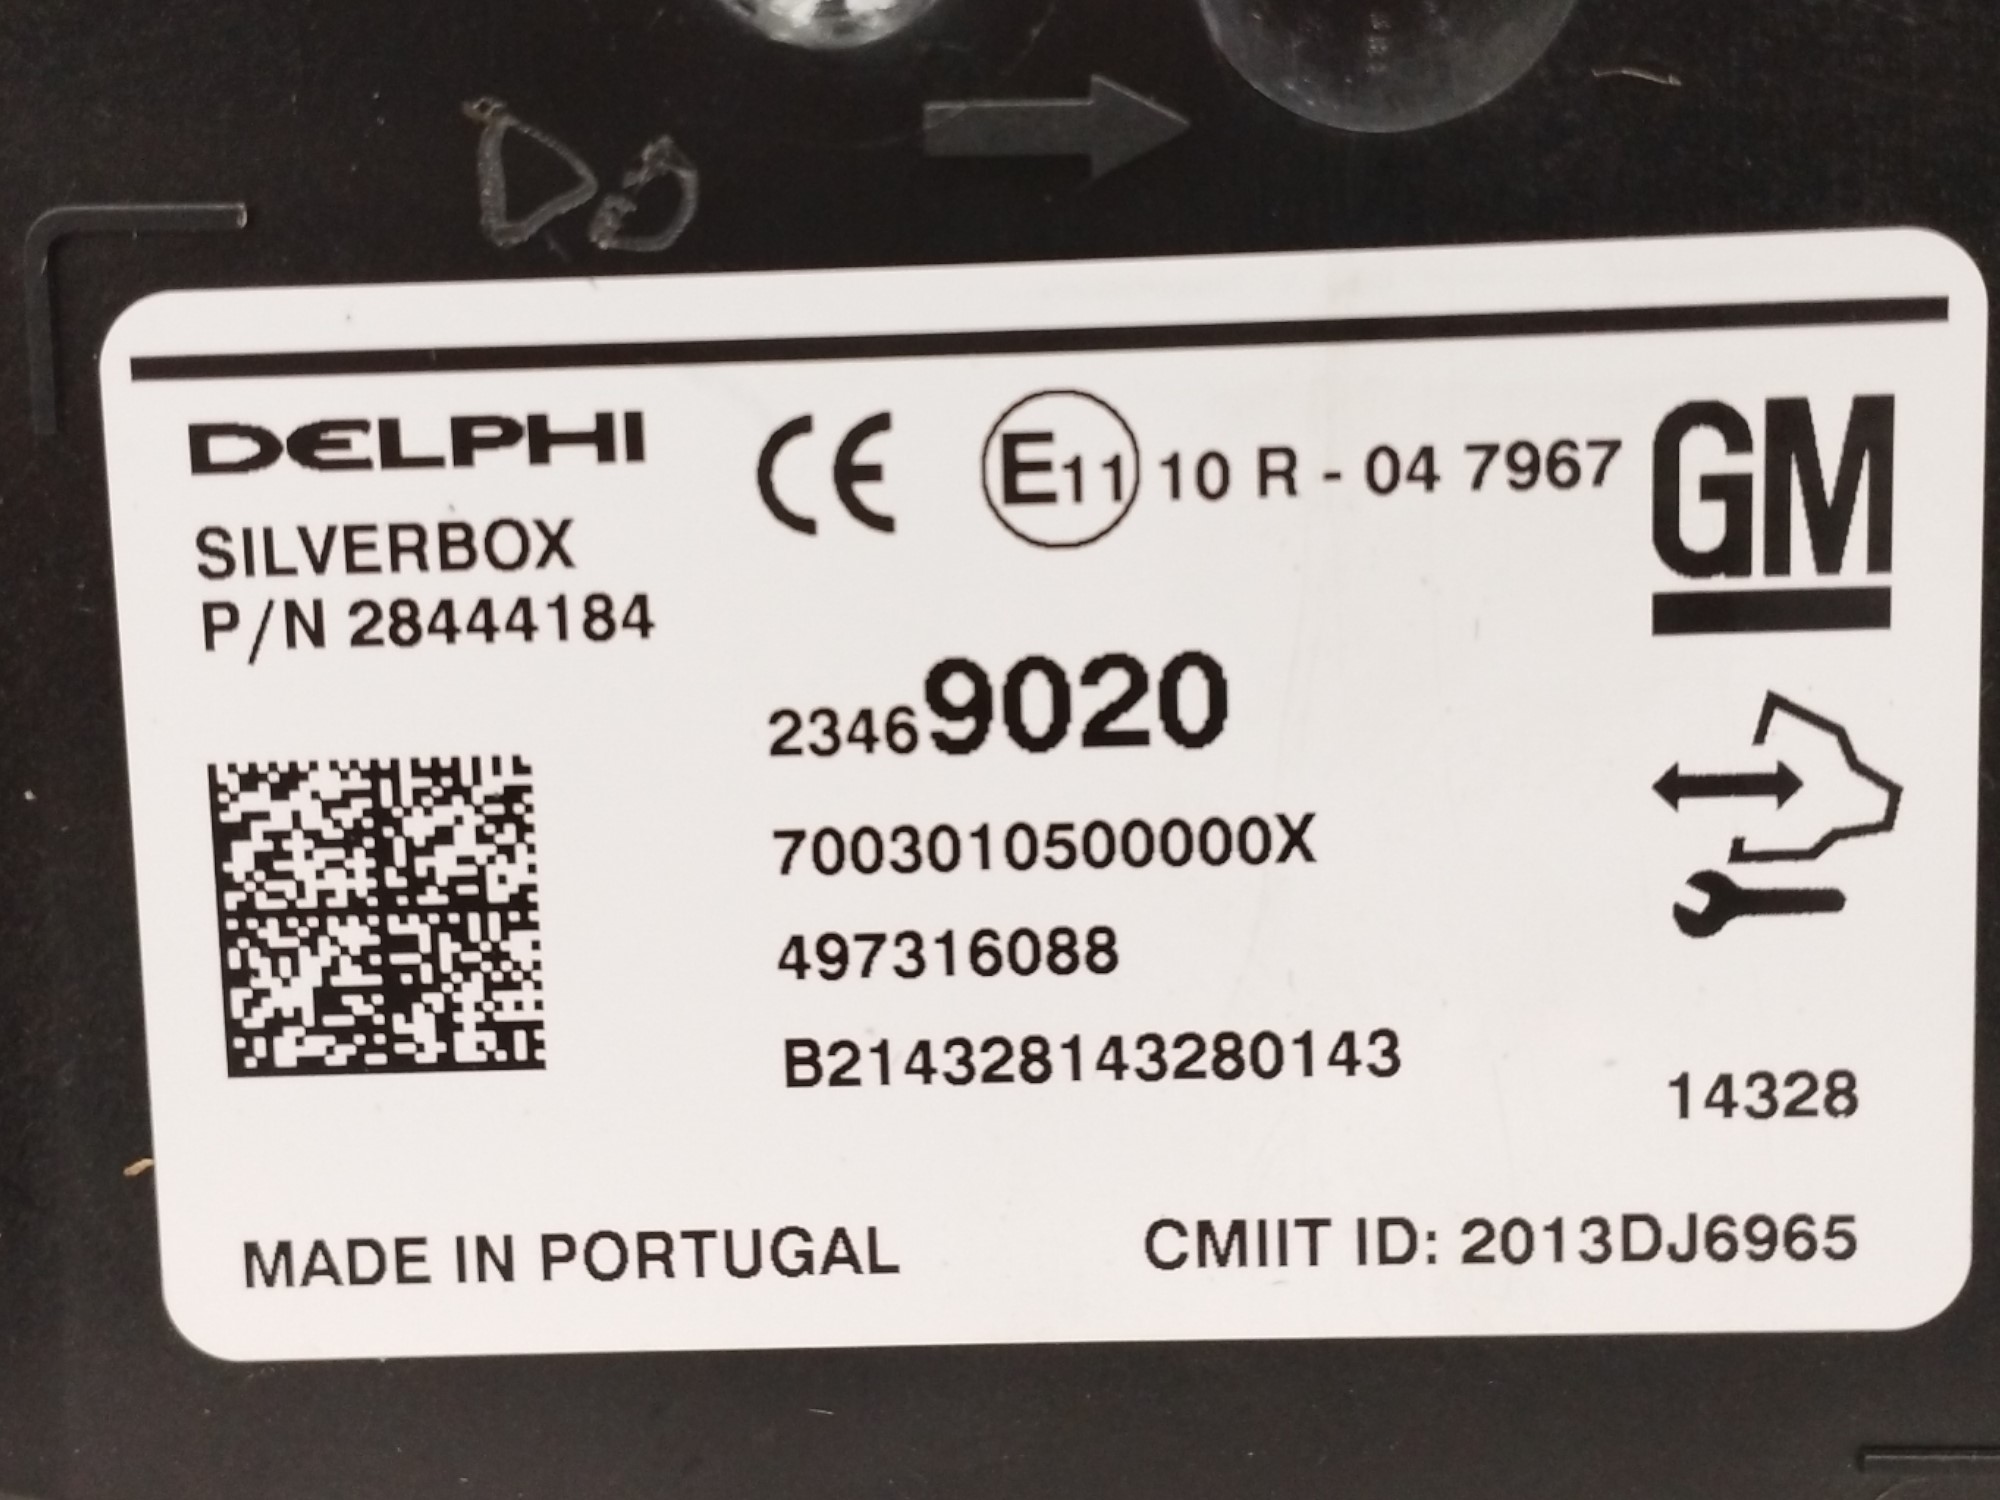 Do
DELPHI
CE
E11 10 R - 04 7967
GM
SILVERBOX
P/N 28444184
23469020
7003010500000X
497316088
B214328143280143
14328
MADE IN PORTUGAL
CMIIT ID: 2013DJ6965